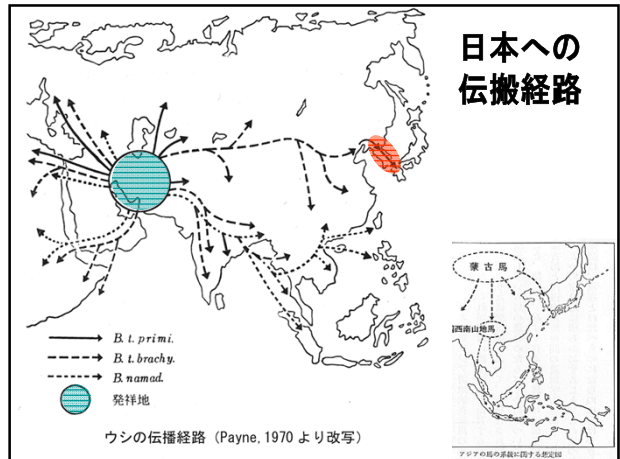 日本への
伝搬経路
B. t. primi.
B. t. brachy.
B. namad.
発祥地
ウシの伝播経路（Payne, 1970 より改写）
蒙古馬
西南山地馬
アジアの馬の系統に関する想定図